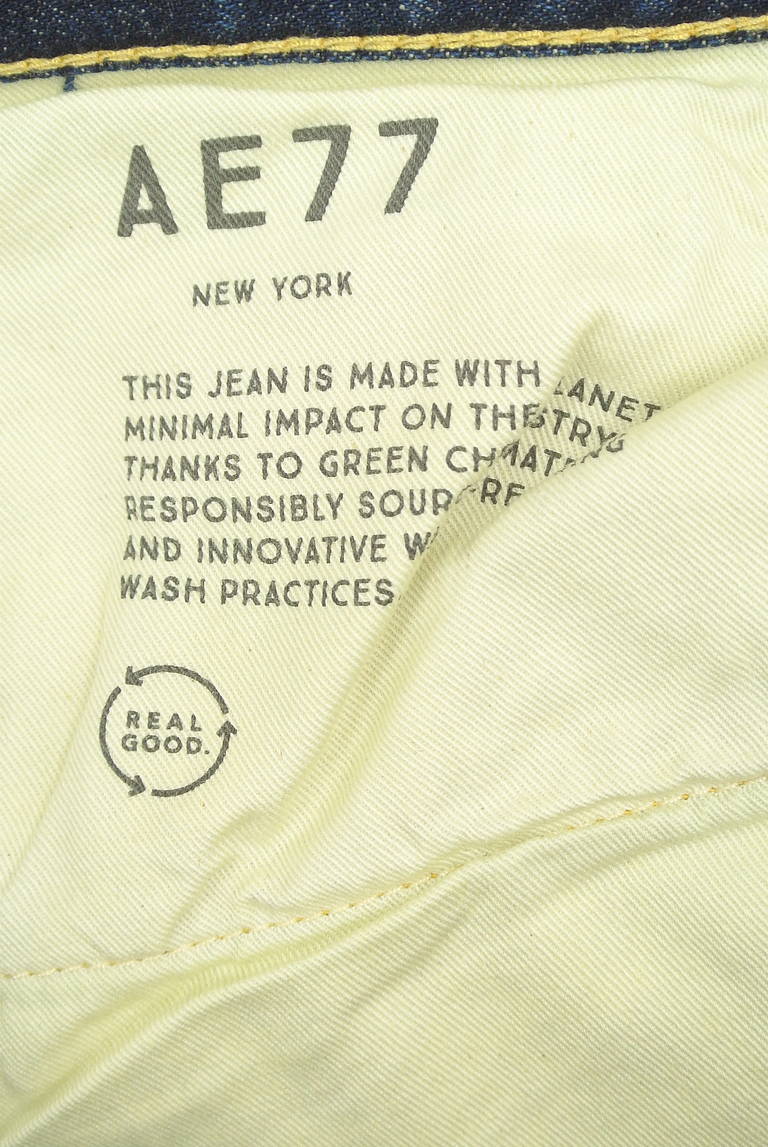 AE77
NEW YORK
THIS JEAN IS MADE WITH
MINIMAL IMPACT ON THE LANET
THANKS TO GREEN
RESPONSIBLY
AND INNOVATIVE
WASH PRACTICES.
REAL
GOOD.